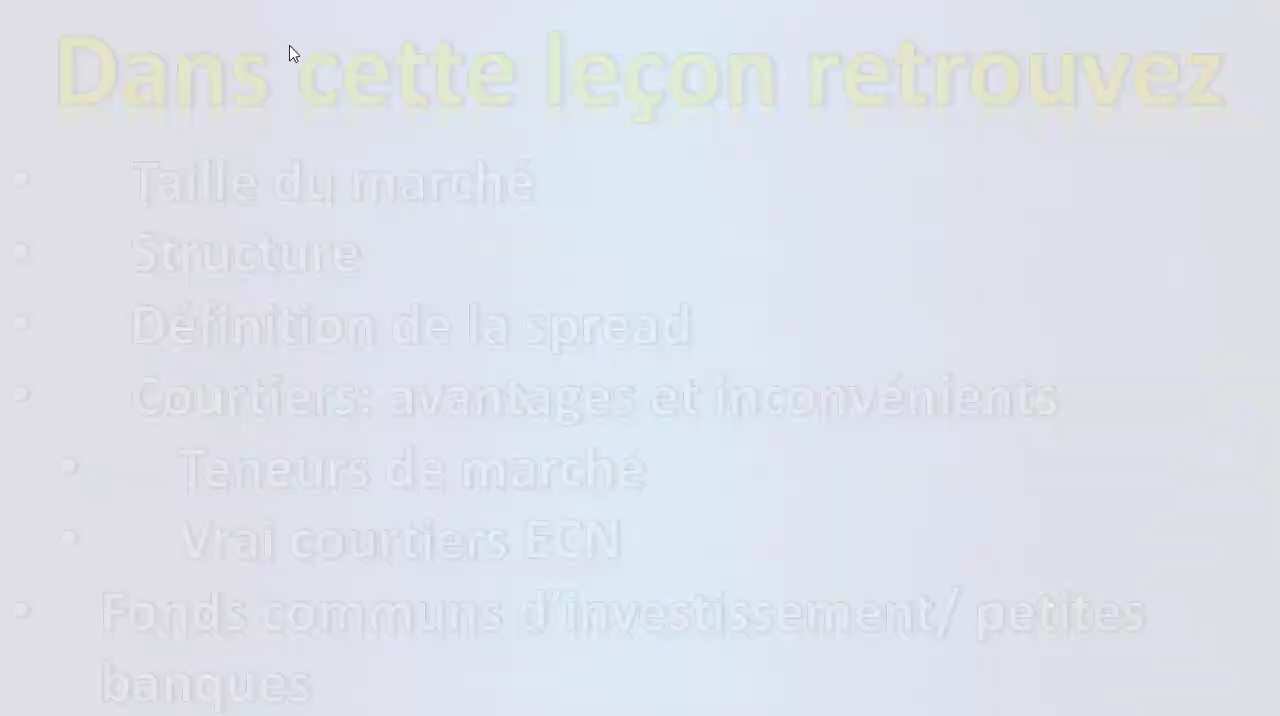 Dans cette leçon retrouvez
• Taille du marché
• Structure
• Définition de la spread
• Courtiers: avantages et inconvénients
• Teneurs de marché
• Vrai courtiers ECN
• Fonds communs d'investissement/ petites
banques